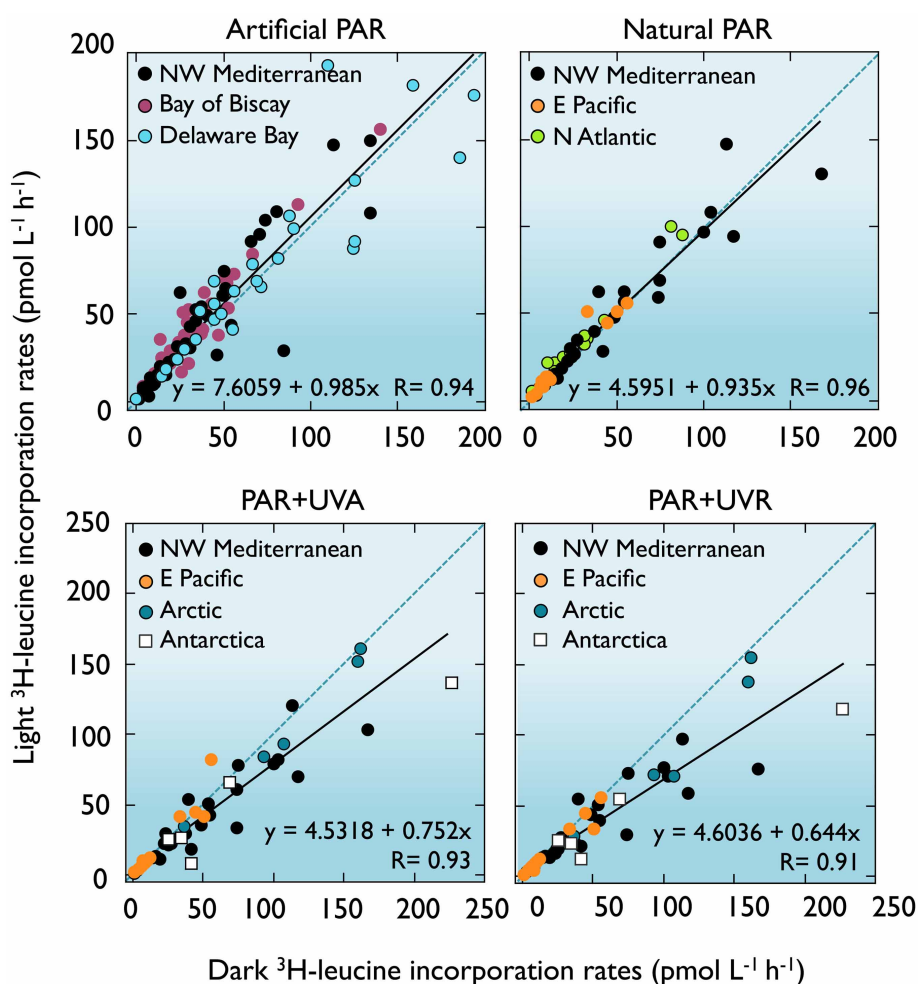 Artificial PAR
200
150
100
50
0
NW Mediterranean
Bay of Biscay
Delaware Bay
y = 7.6059 + 0.985x R= 0.94
0 50 100 150 200
Natural PAR
NW Mediterranean
E Pacific
N Atlantic
y = 4.5951 + 0.935x R= 0.96
0 50 100 150 200
PAR+UVA
250
200
150
100
50
0
NW Mediterranean
E Pacific
Arctic
Antarctica
y = 4.5318 + 0.752x
R= 0.93
0 50 100 150 200 250
PAR+UVR
NW Mediterranean
E Pacific
Arctic
Antarctica
y = 4.6036 + 0.644x
R= 0.91
0 50 100 150 200 250
Light ³H-leucine incorporation rates (pmol L⁻¹ h⁻¹)
Dark ³H-leucine incorporation rates (pmol L⁻¹ h⁻¹)